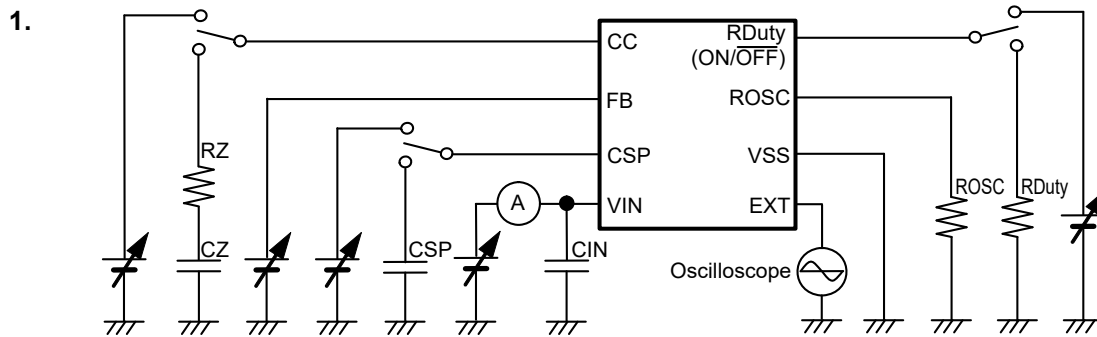 1.
CC
FB
CSP
VIN
RDuty
(ON/OFF)
ROSC
VSS
EXT
RZ
CZ
CSP
A
CIN
Oscilloscope
ROSC
RDuty